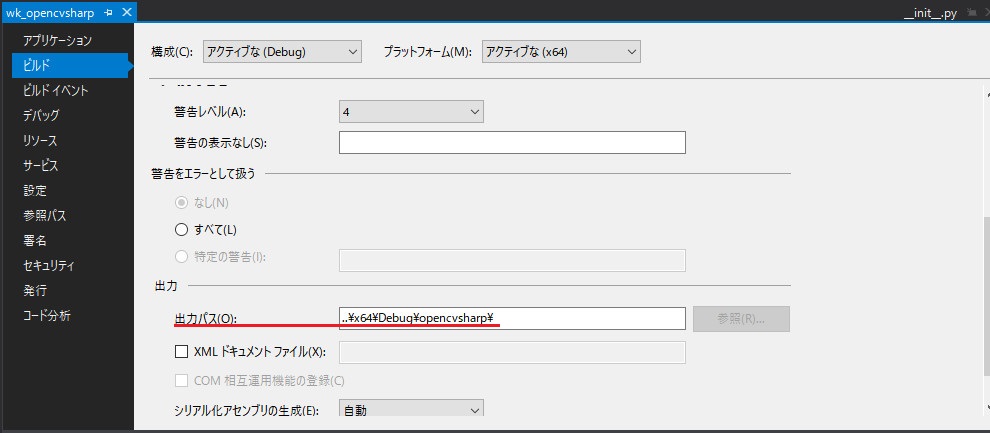 wk_opencvsharp
__init__.py
アプリケーション
ビルド
ビルド イベント
デバッグ
リソース
サービス
設定
参照パス
署名
セキュリティ
発行
コード分析
構成(C): アクティブな (Debug) プラットフォーム(M): アクティブな (x64)
警告レベル(A): 4
警告の表示なし(S):
警告をエラーとして扱う
なし(N)
すべて(L)
特定の警告(I):
出力
出力パス(O): ..¥x64¥Debug¥opencvsharp¥ 参照(R)...
XML ドキュメント ファイル(X):
COM 相互運用機能の登録(C)
シリアル化アセンブリの生成(E): 自動